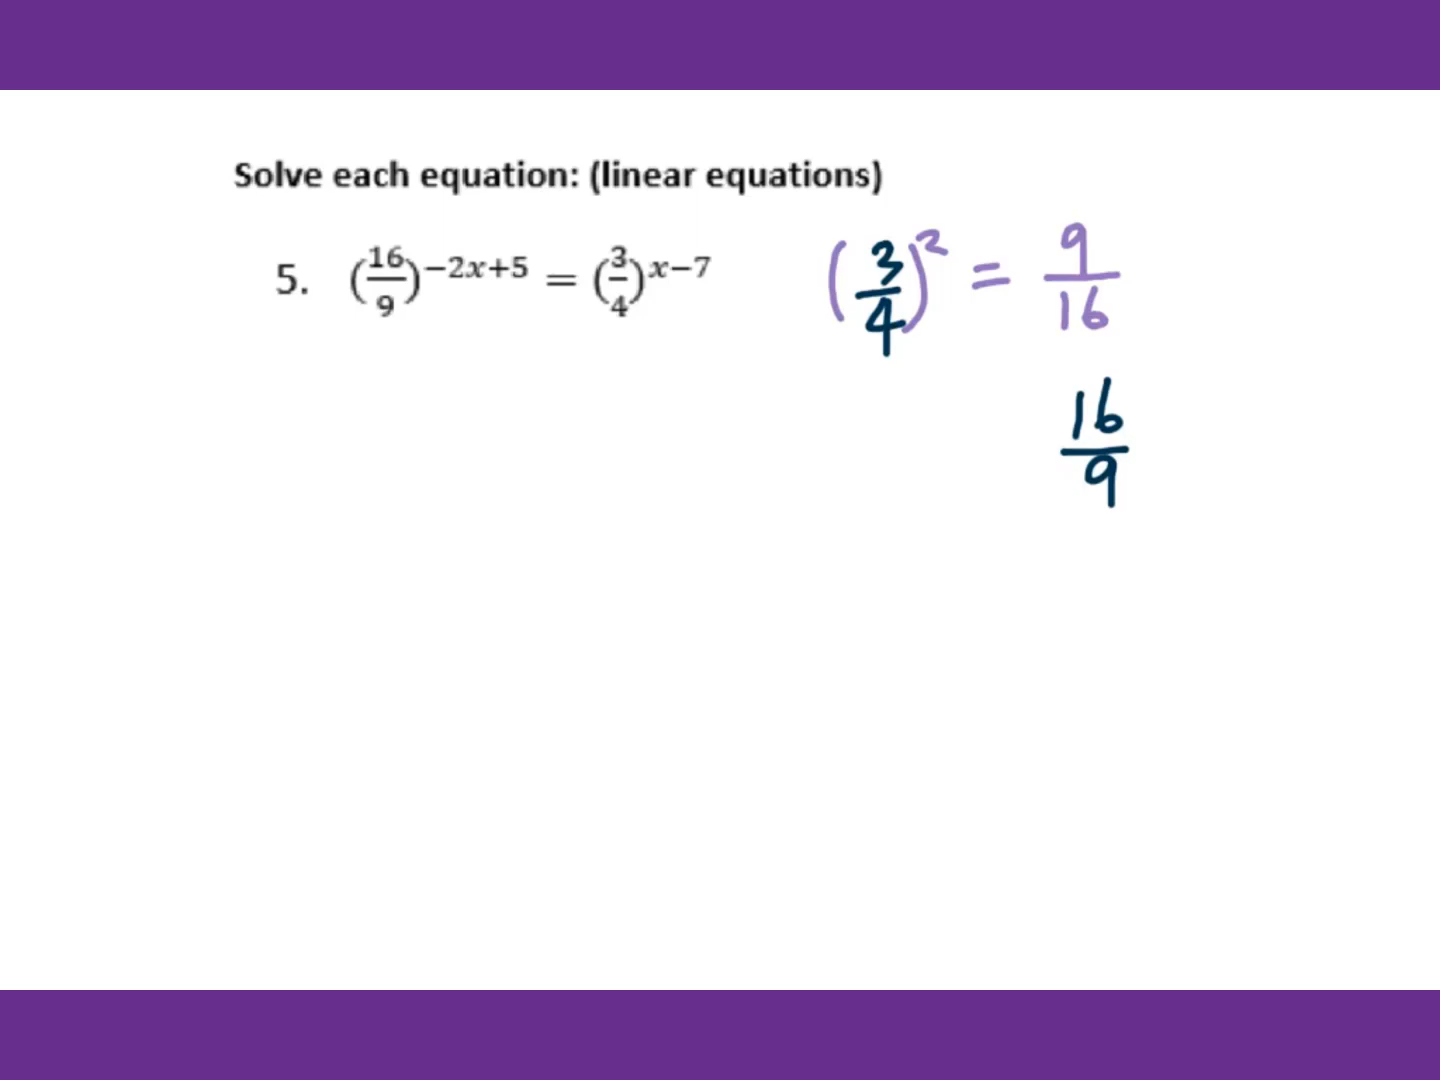 Solve each equation: (linear equations)
5. (16/9)^−2x+5 = (3/4)^x−7
(3/4)^2 = 9/16
16/9